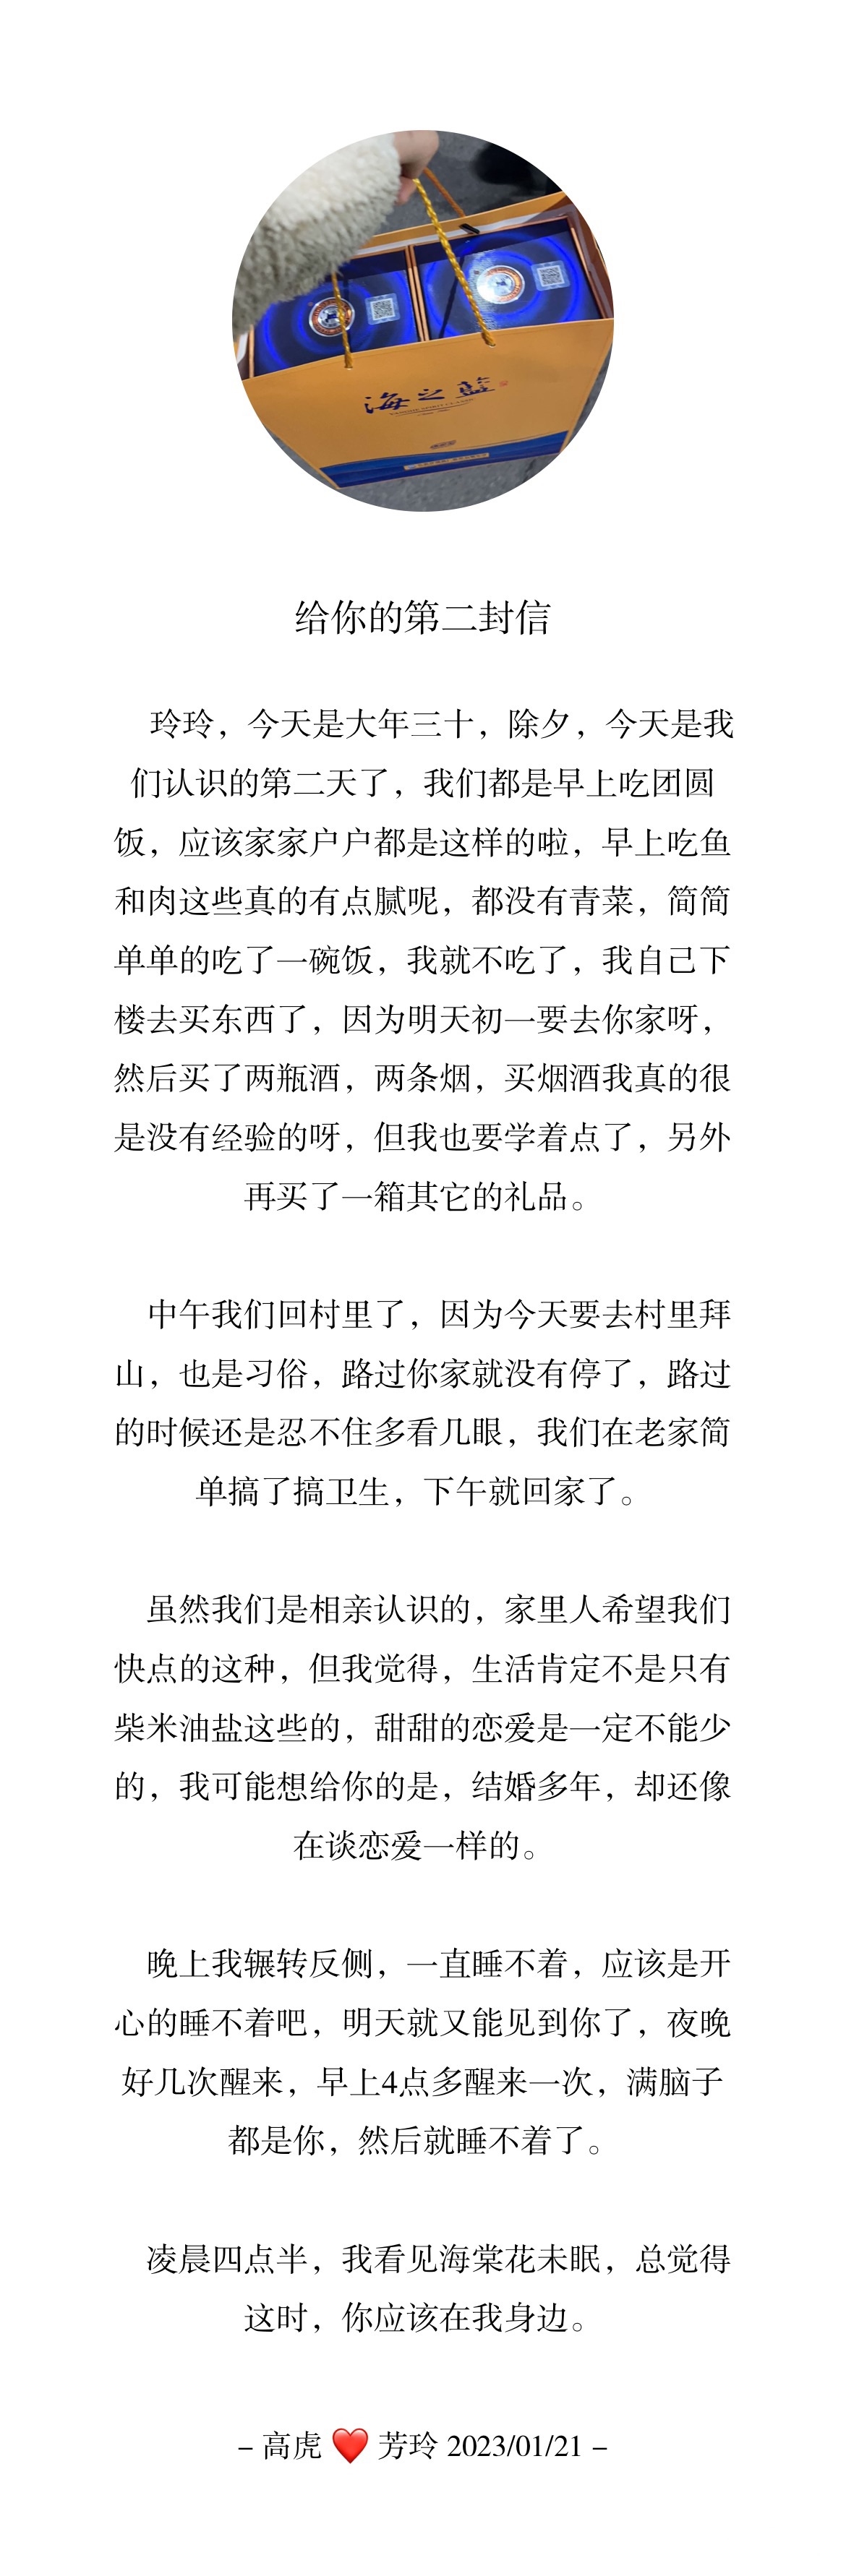 海之蓝
给你的第二封信
玲玲，今天是大年三十，除夕，今天是我
们认识的第二天了，我们都是早上吃团圆
饭，应该家家户户都是这样的啦，早上吃鱼
和肉这些真的有点腻呢，都没有青菜，简简
单单的吃了一碗饭，我就不吃了，我自己下
楼去买东西了，因为明天初一要去你家呀，
然后买了两瓶酒，两条烟，买烟酒我真的很
是没有经验的呀，但我也要学着点了，另外
再买了一箱其它的礼品。
中午我们回村里了，因为今天要去村里拜
山，也是习俗，路过你家就没有停了，路过
的时候还是忍不住多看几眼，我们在老家简
单搞了搞卫生，下午就回家了。
虽然我们是相亲认识的，家里人希望我们
快点的这种，但我觉得，生活肯定不是只有
柴米油盐这些的，甜甜的恋爱是一定不能少
的，我可能想给你的是，结婚多年，却还像
在谈恋爱一样的。
晚上我辗转反侧，一直睡不着，应该是开
心的睡不着吧，明天就又能见到你了，夜晚
好几次醒来，早上4点多醒来一次，满脑子
都是你，然后就睡不着了。
凌晨四点半，我看见海棠花未眠，总觉得
这时，你应该在我身边。
– 高虎 ❤️ 芳玲 2023/01/21 –